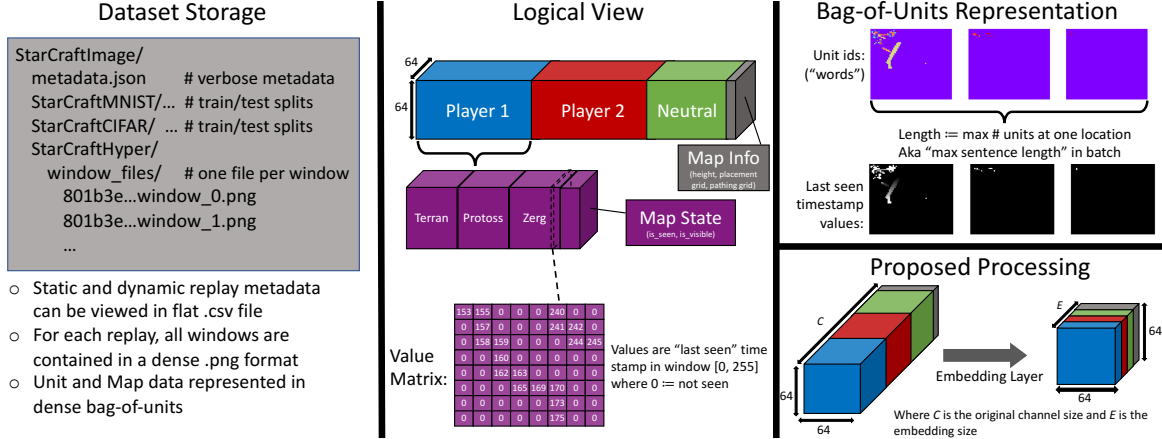 Dataset Storage
StarCraftImage/
metadata.json # verbose metadata
StarCraftMNIST/… # train/test splits
StarCraftCIFAR/ … # train/test splits
StarCraftHyper/
window_files/ # one file per window
801b3e…window_0.png
801b3e…window_1.png
…
○ Static and dynamic replay metadata
can be viewed in flat .csv file
○ For each replay, all windows are
contained in a dense .png format
○ Unit and Map data represented in
dense bag-of-units
Logical View
64
64
Player 1 Player 2 Neutral
Map Info
(height, placement
grid, pathing grid)
Terran Protoss Zerg
Map State
(is_seen, is_visible)
Value
Matrix:
153 155 0 0 0 240 0 0
0 157 0 0 0 241 242 0
0 158 159 0 0 0 244 245
0 0 160 0 0 0 0 0
0 0 162 163 0 0 0 0
0 0 0 165 169 170 0 0
0 0 0 0 0 173 0 0
0 0 0 0 0 175 0 0
Values are “last seen” time
stamp in window [0, 255]
where 0 ≔ not seen
Bag-of-Units Representation
Unit ids:
(“words”)
Length ≔ max # units at one location
Aka “max sentence length” in batch
Last seen
timestamp
values:
Proposed Processing
C
64
64
Embedding Layer
E
64
64
Where C is the original channel size and E is the
embedding size